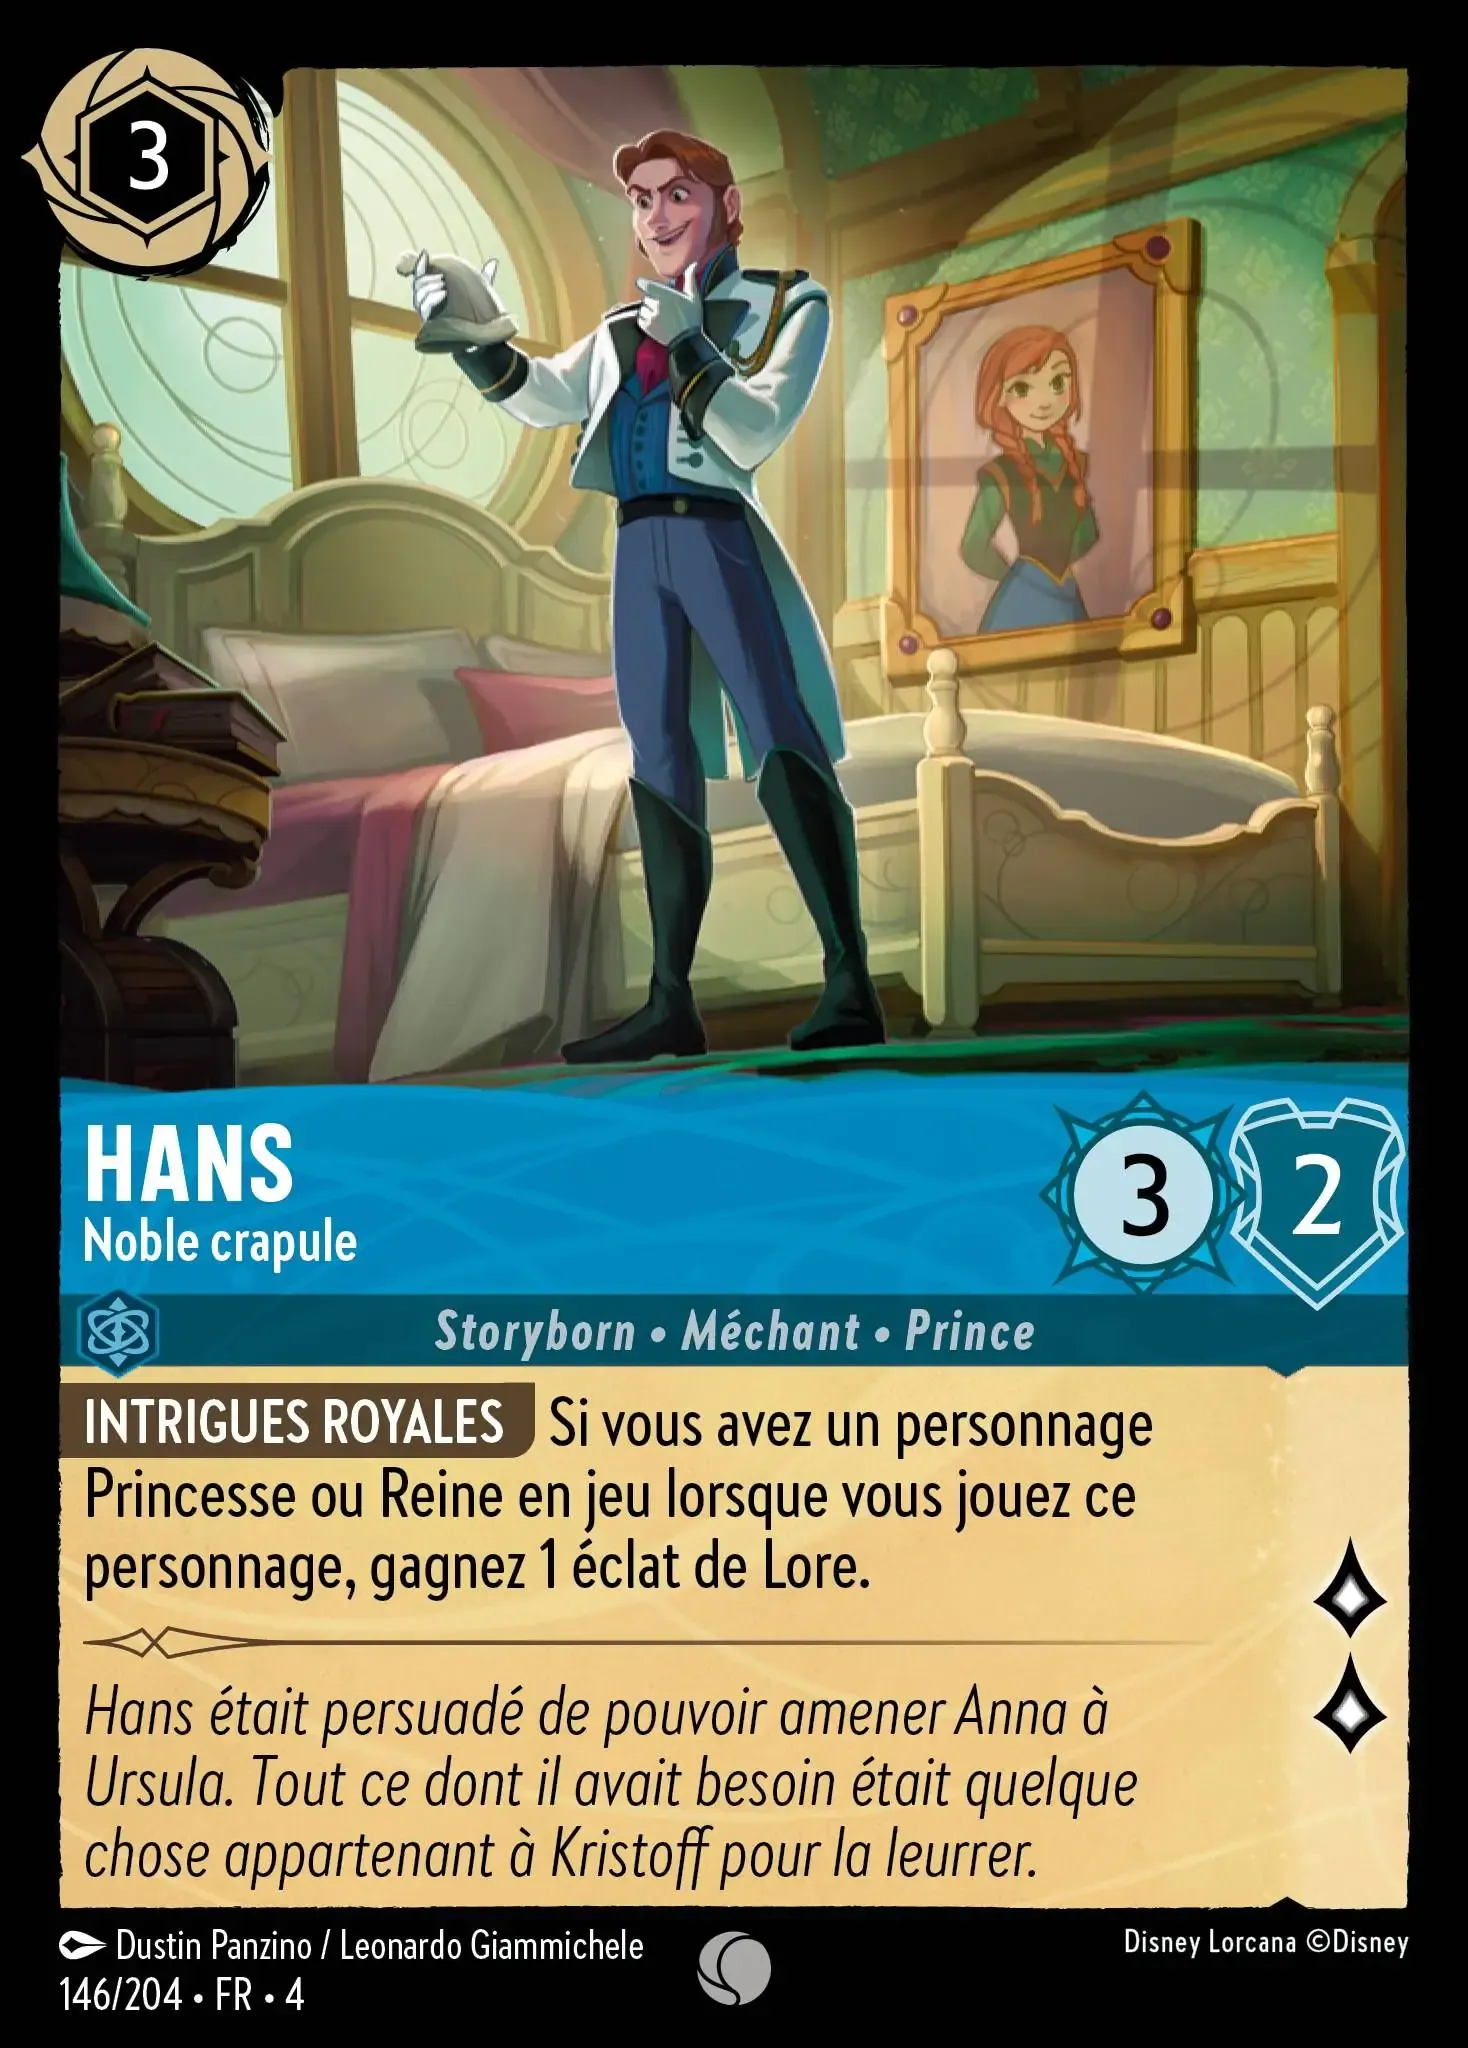 3
HANS
Noble crapule
3
2
Storyborn • Méchant • Prince
INTRIGUES ROYALES Si vous avez un personnage
Princesse ou Reine en jeu lorsque vous jouez ce
personnage, gagnez 1 éclat de Lore.
Hans était persuadé de pouvoir amener Anna à
Ursula. Tout ce dont il avait besoin était quelque
chose appartenant à Kristoff pour la leurrer.
Dustin Panzino / Leonardo Giammichele
Disney Lorcana ©Disney
146/204 • FR • 4